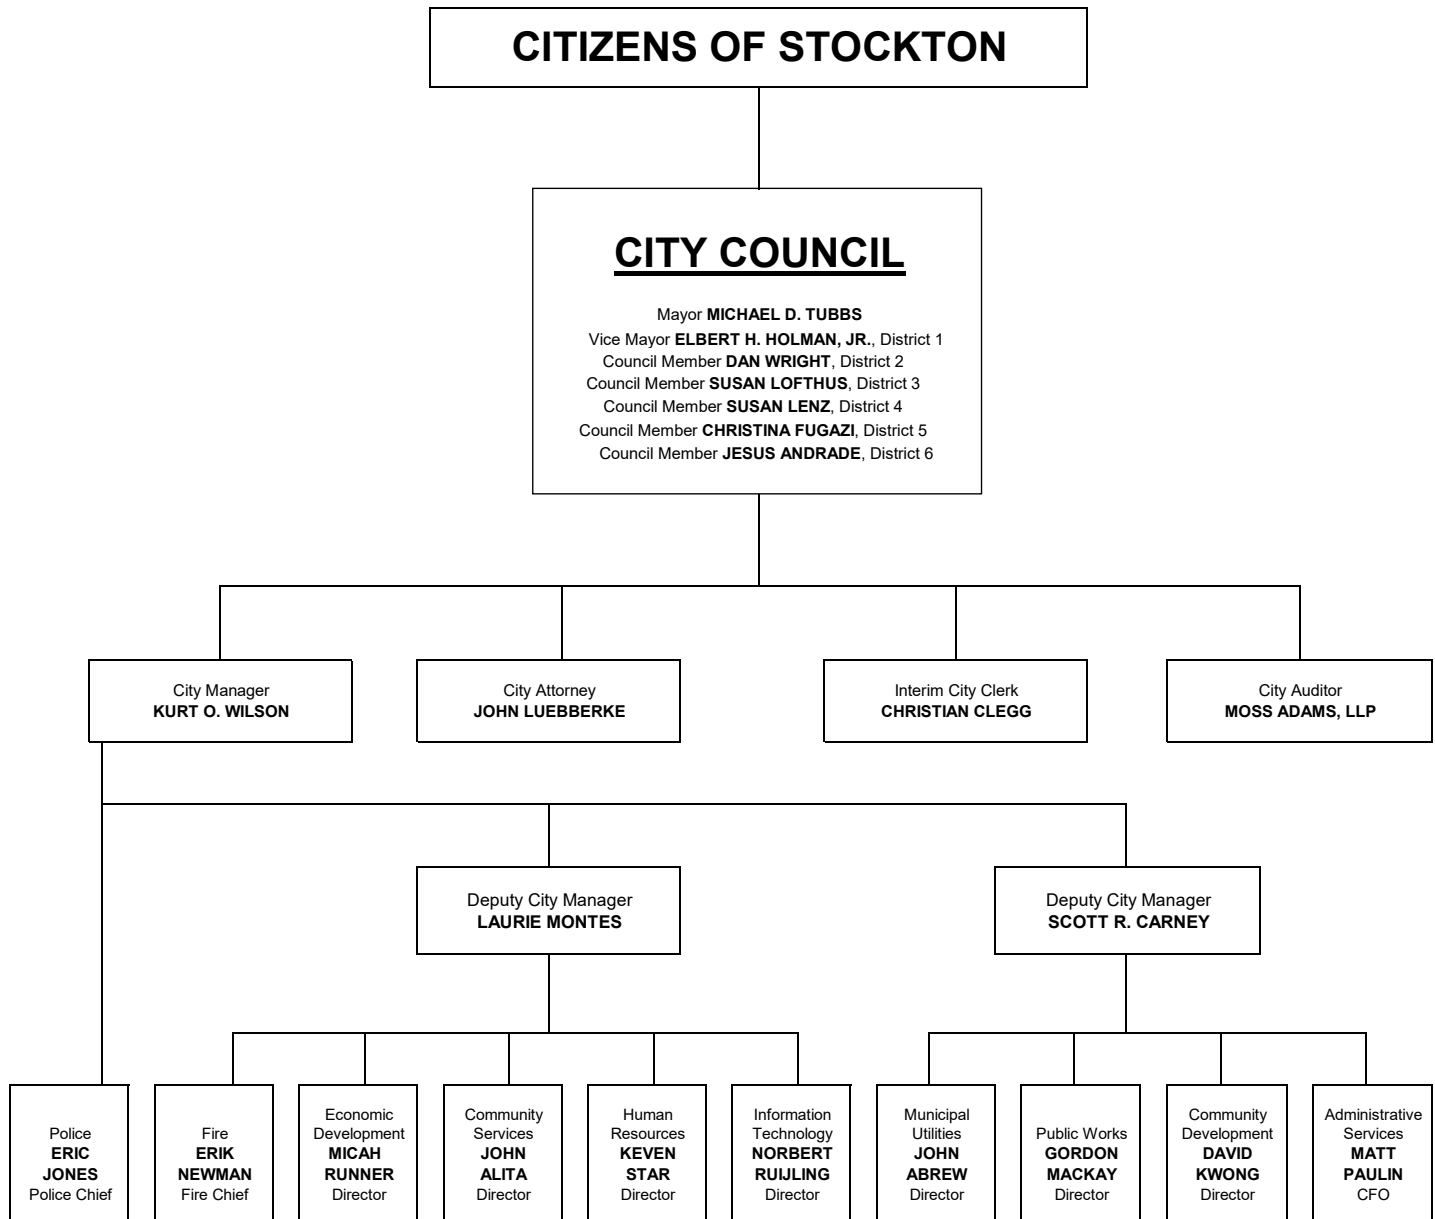 CITIZENS OF STOCKTON
CITY COUNCIL
Mayor MICHAEL D. TUBBS
Vice Mayor ELBERT H. HOLMAN, JR., District 1
Council Member DAN WRIGHT, District 2
Council Member SUSAN LOFTHUS, District 3
Council Member SUSAN LENZ, District 4
Council Member CHRISTINA FUGAZI, District 5
Council Member JESUS ANDRADE, District 6
City Manager
KURT O. WILSON
City Attorney
JOHN LUEBBERKE
Interim City Clerk
CHRISTIAN CLEGG
City Auditor
MOSS ADAMS, LLP
Deputy City Manager
LAURIE MONTES
Deputy City Manager
SCOTT R. CARNEY
Police
ERIC
JONES
Police Chief
Fire
ERIK
NEWMAN
Fire Chief
Economic
Development
MICAH
RUNNER
Director
Community
Services
JOHN
ALITA
Director
Human
Resources
KEVEN
STAR
Director
Information
Technology
NORBERT
RUIJLING
Director
Municipal
Utilities
JOHN
ABREW
Director
Public Works
GORDON
MACKAY
Director
Community
Development
DAVID
KWONG
Director
Administrative
Services
MATT
PAULIN
CFO